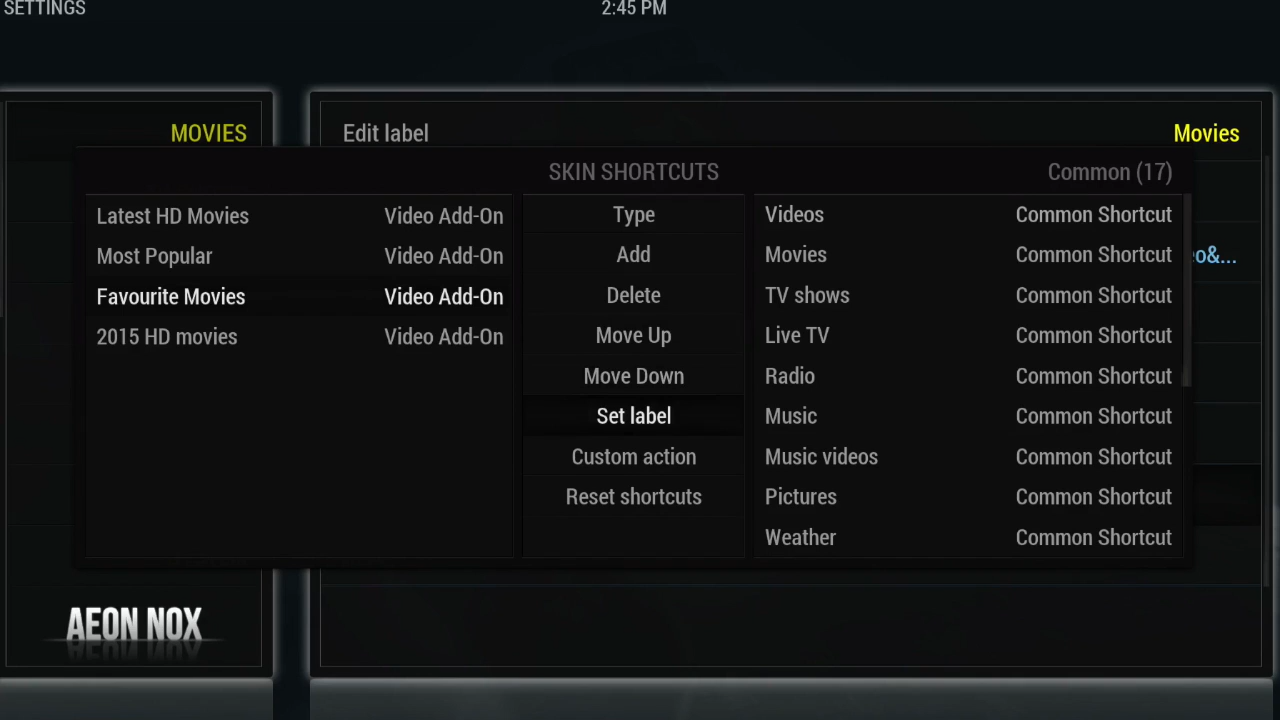 SETTINGS
2:45 PM
MOVIES
Edit label
Movies
SKIN SHORTCUTS
Common (17)
Latest HD Movies Video Add-On
Most Popular Video Add-On
Favourite Movies Video Add-On
2015 HD movies Video Add-On
Type
Add
Delete
Move Up
Move Down
Set label
Custom action
Reset shortcuts
Videos Common Shortcut
Movies Common Shortcut
TV shows Common Shortcut
Live TV Common Shortcut
Radio Common Shortcut
Music Common Shortcut
Music videos Common Shortcut
Pictures Common Shortcut
Weather Common Shortcut
eo&...
AEON NOX